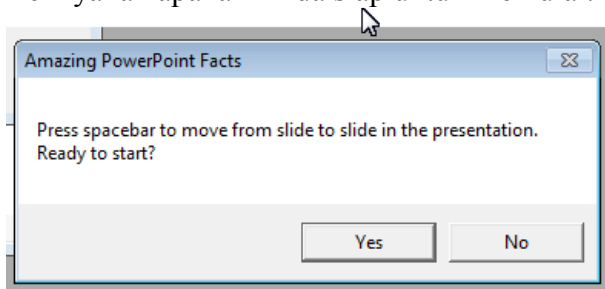 Amazing PowerPoint Facts
Press spacebar to move from slide to slide in the presentation.
Ready to start?
Yes
No